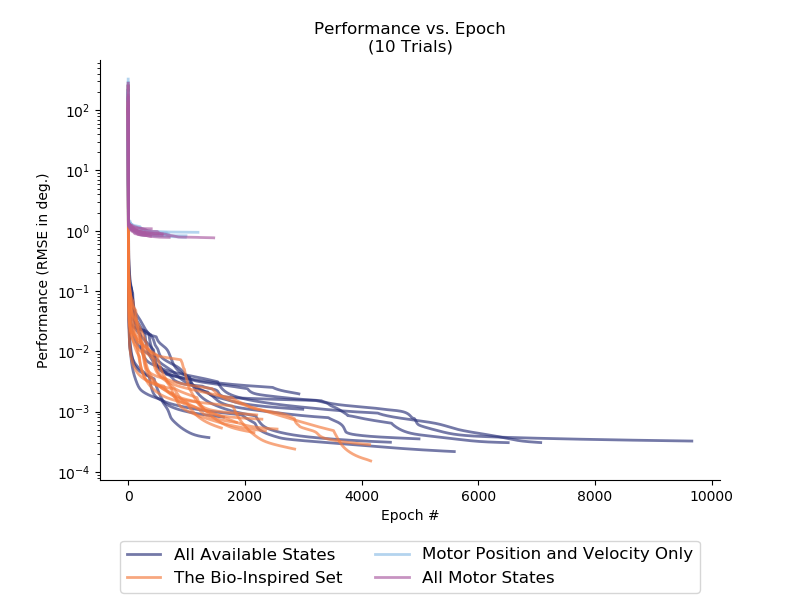 Performance vs. Epoch
(10 Trials)
Performance (RMSE in deg.)
10^2
10^1
10^0
10^-1
10^-2
10^-3
10^-4
0 2000 4000 6000 8000 10000
Epoch #
All Available States Motor Position and Velocity Only
The Bio-Inspired Set All Motor States